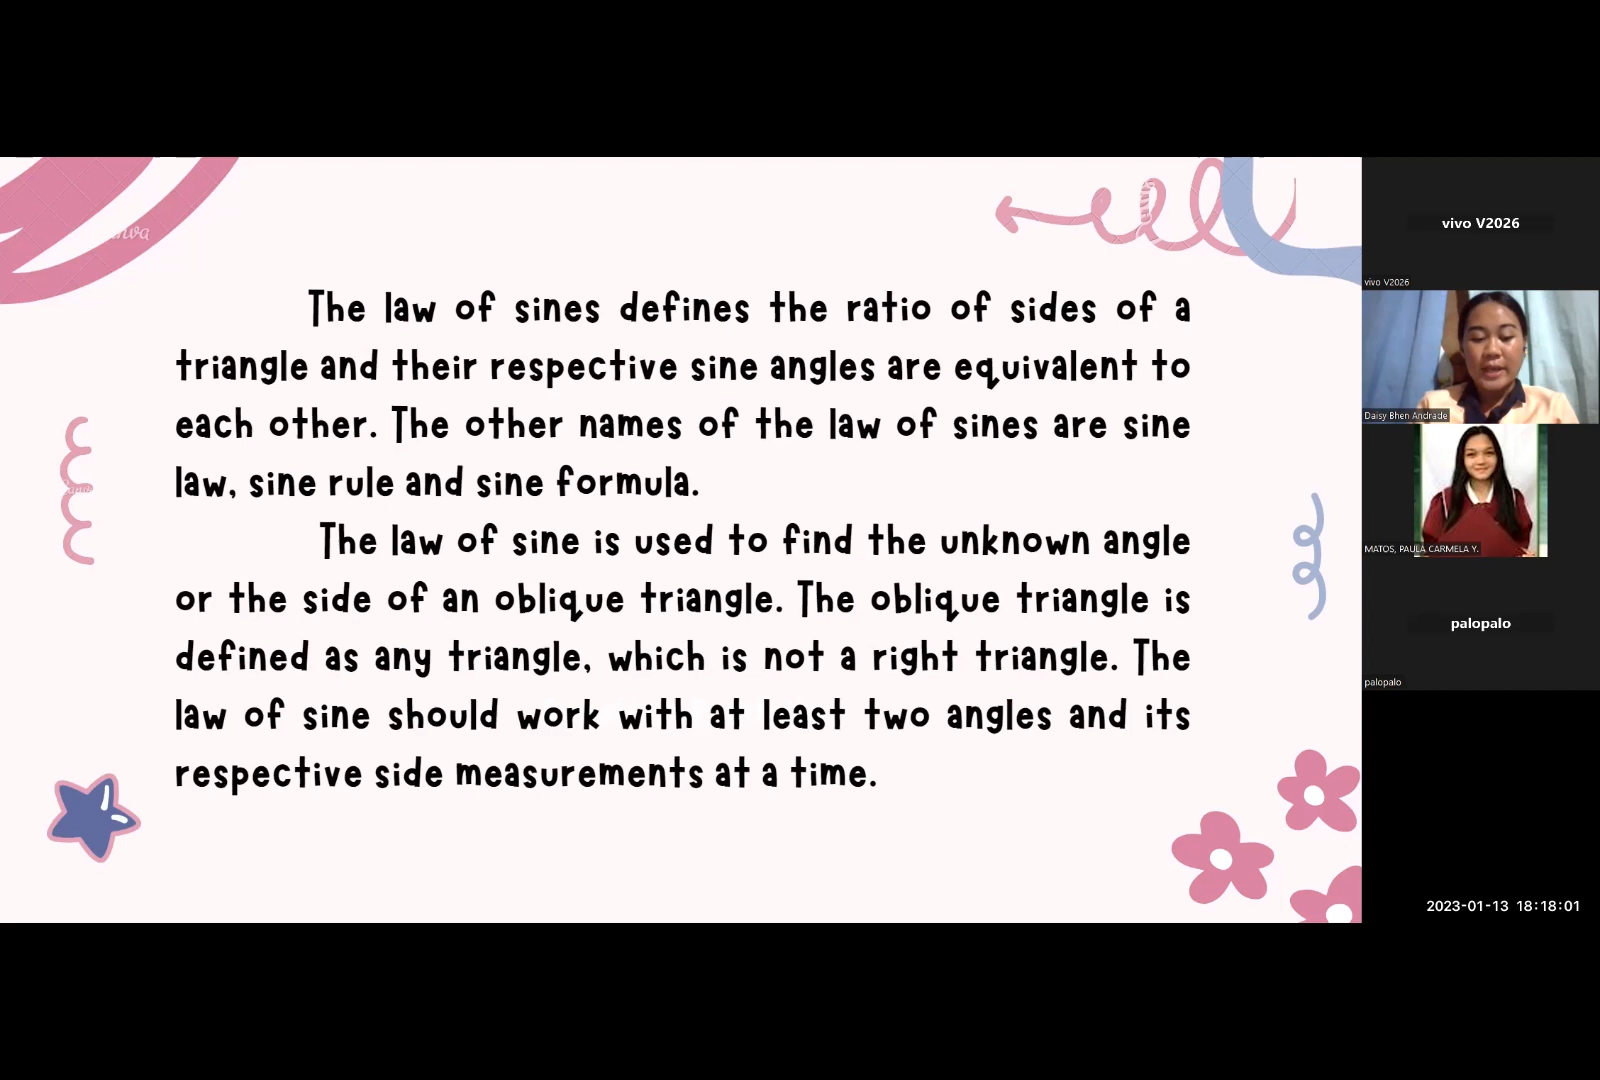 The law of sines defines the ratio of sides of a
triangle and their respective sine angles are equivalent to
each other. The other names of the law of sines are sine
law, sine rule and sine formula.
The law of sine is used to find the unknown angle
or the side of an oblique triangle. The oblique triangle is
defined as any triangle, which is not a right triangle. The
law of sine should work with at least two angles and its
respective side measurements at a time.
vivo V2026
vivo V2026
Daisy Bhen Andrade
MATOS, PAULA CARMELA Y.
palopalo
palopalo
2023-01-13 18:18:01